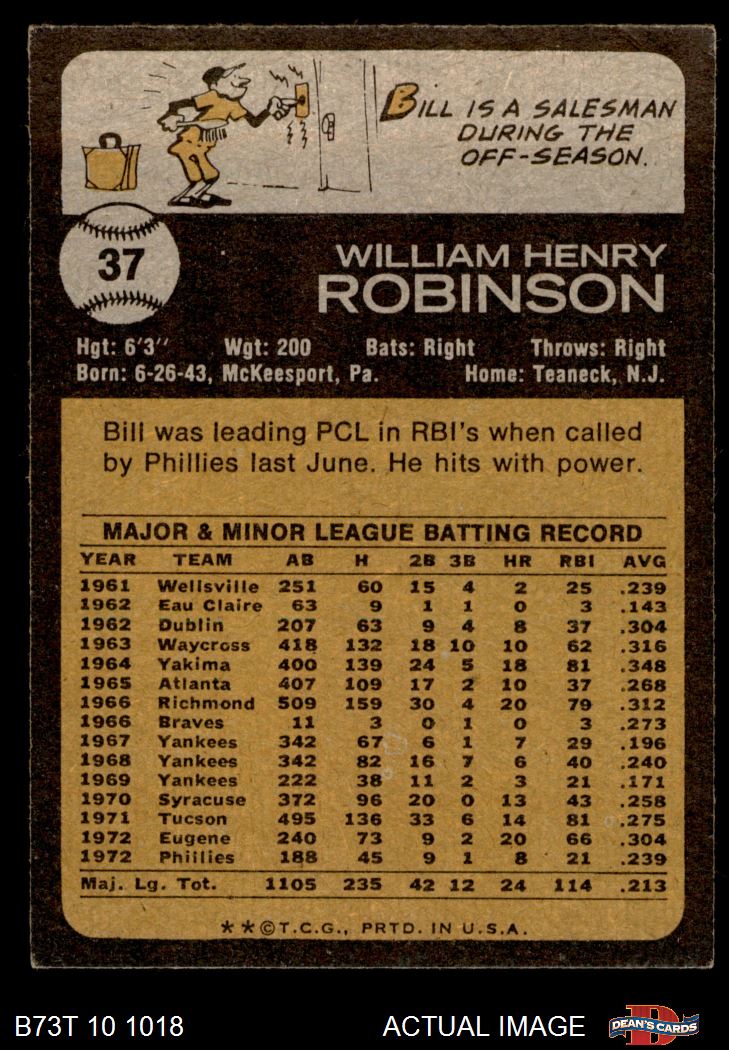 BILL IS A SALESMAN
DURING THE
OFF-SEASON.
37
WILLIAM HENRY
ROBINSON
Hgt: 6'3" Wgt: 200 Bats: Right Throws: Right
Born: 6-26-43, McKeesport, Pa. Home: Teaneck, N.J.
Bill was leading PCL in RBI's when called
by Phillies last June. He hits with power.
MAJOR & MINOR LEAGUE BATTING RECORD
YEAR TEAM AB H 2B 3B HR RBI AVG
1961 Wellsville 251 60 15 4 2 25 .239
1962 Eau Claire 63 9 1 1 0 3 .143
1962 Dublin 207 63 9 4 8 37 .304
1963 Waycross 418 132 18 10 10 62 .316
1964 Yakima 400 139 24 5 18 81 .348
1965 Atlanta 407 109 17 2 10 37 .268
1966 Richmond 509 159 30 4 20 79 .312
1966 Braves 11 3 0 1 0 3 .273
1967 Yankees 342 67 6 1 7 29 .196
1968 Yankees 342 82 16 7 6 40 .240
1969 Yankees 222 38 11 2 3 21 .171
1970 Syracuse 372 96 20 0 13 43 .258
1971 Tucson 495 136 33 6 14 81 .275
1972 Eugene 240 73 9 2 20 66 .304
1972 Phillies 188 45 9 1 8 21 .239
Maj. Lg. Tot. 1105 235 42 12 24 114 .213
**©T.C.G., PRTD. IN U.S.A.
B73T 10 1018 ACTUAL IMAGE DEAN'S CARDS